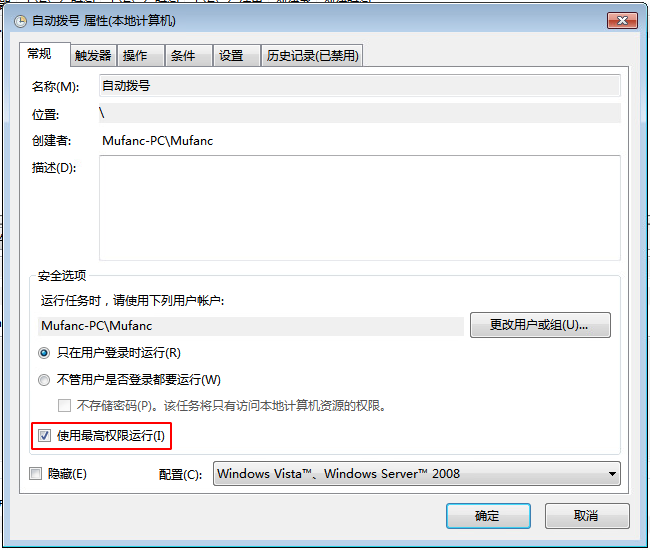 自动拨号 属性(本地计算机)
常规 触发器 操作 条件 设置 历史记录(已禁用)
名称(M): 自动拨号
位置: \
创建者: Mufanc-PC\Mufanc
描述(D):
安全选项
运行任务时，请使用下列用户帐户:
Mufanc-PC\Mufanc 更改用户或组(U)...
只在用户登录时运行(R)
不管用户是否登录都要运行(W)
不存储密码(P)。该任务将只有访问本地计算机资源的权限。
使用最高权限运行(I)
隐藏(E) 配置(C): Windows Vista™、Windows Server™ 2008
确定 取消